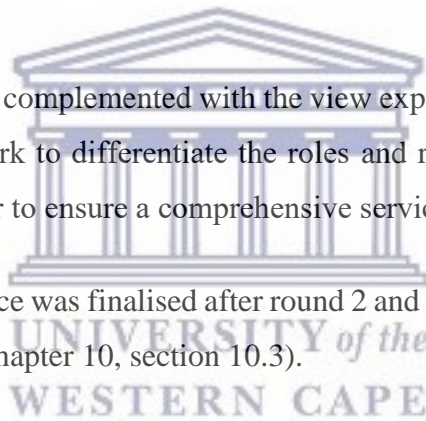 complemented with the view exp
rk to differentiate the roles and r
r to ensure a comprehensive servic
ce was finalised after round 2 and
UNIVERSITY of the
hapter 10, section 10.3).
WESTERN CAPE